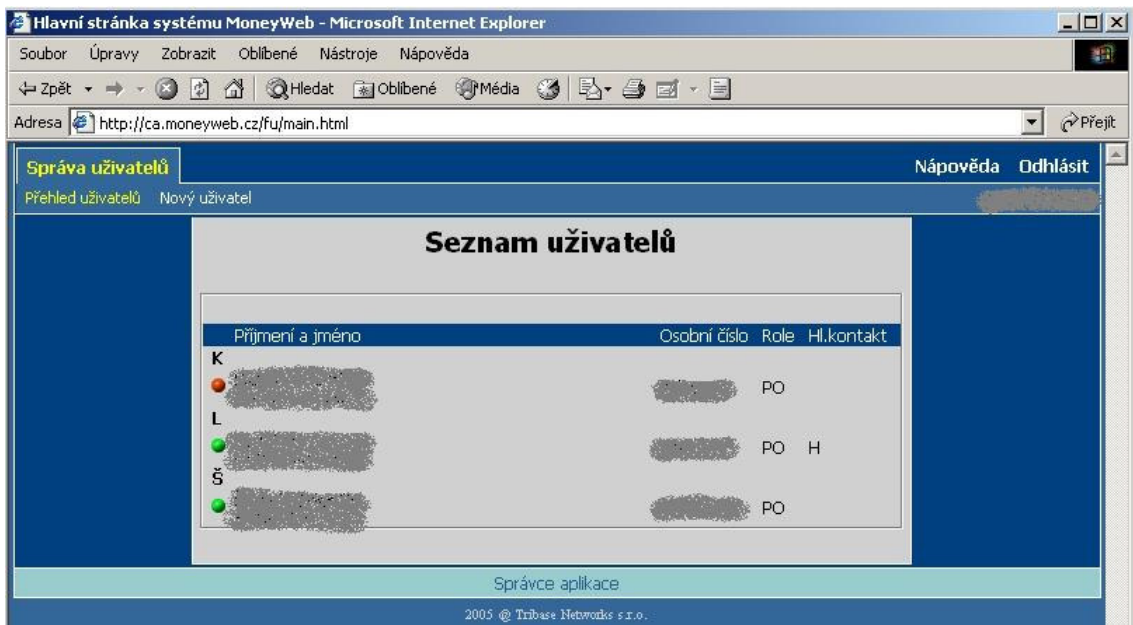 Hlavní stránka systému MoneyWeb - Microsoft Internet Explorer
Soubor Úpravy Zobrazit Oblíbené Nástroje Nápověda
Zpět Hledat Oblíbené Média
Adresa http://ca.moneyweb.cz/fu/main.html Přejít
Správa uživatelů Nápověda Odhlásit
Přehled uživatelů Nový uživatel
Seznam uživatelů
Příjmení a jméno Osobní číslo Role Hl.kontakt
K
PO
L
PO H
Š
PO
Správce aplikace
2005 @ Tribase Networks s.r.o.